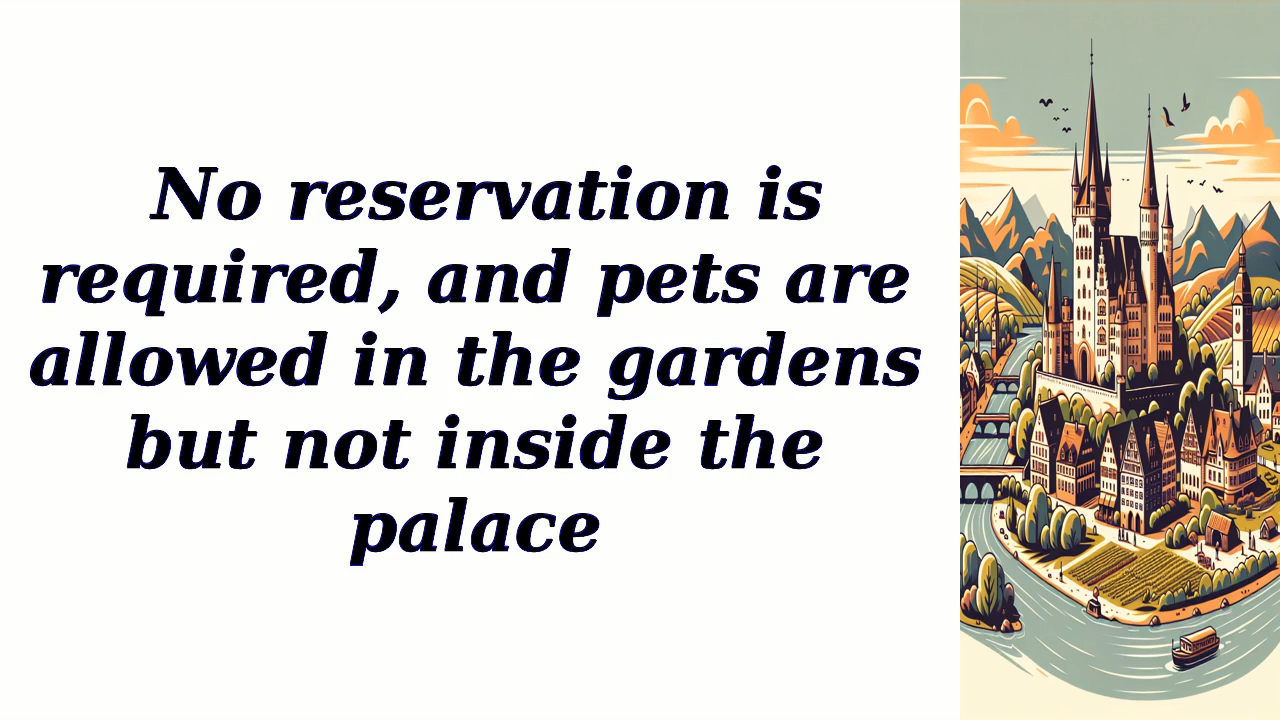 No reservation is
required, and pets are
allowed in the gardens
but not inside the
palace